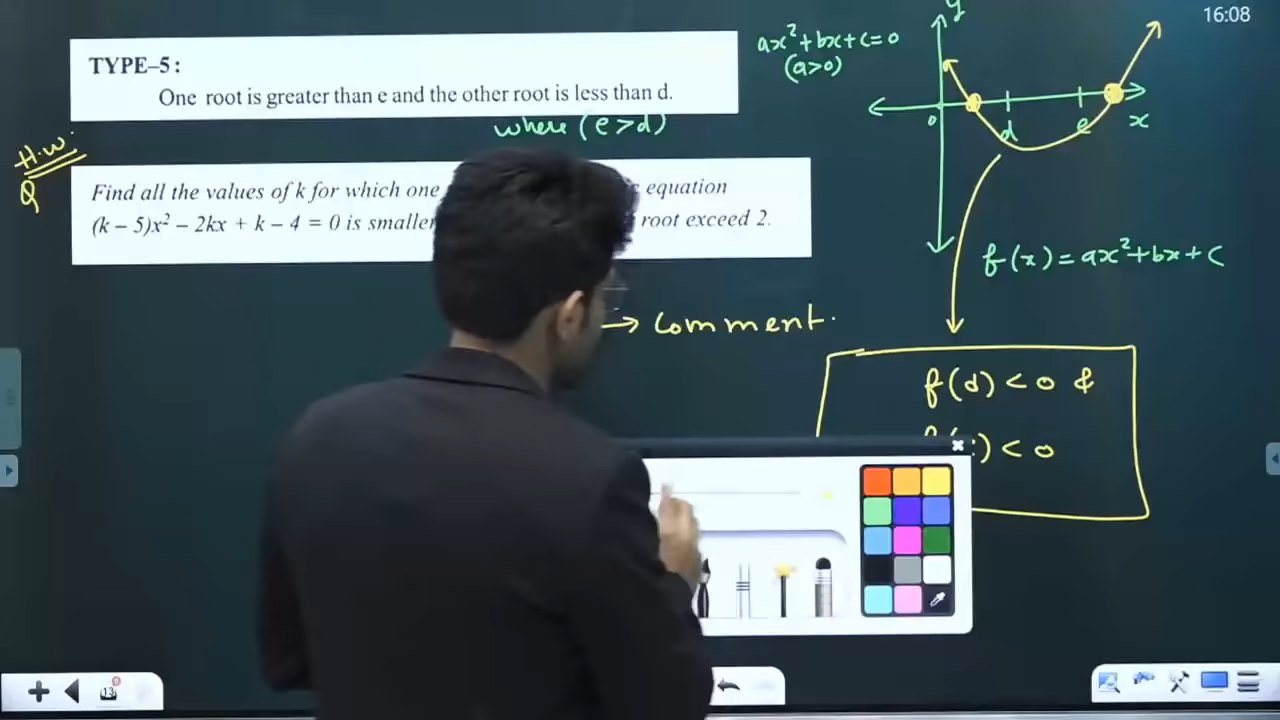 16:08
TYPE–5:
One root is greater than e and the other root is less than d.
where (e>d)
H.W.
Q
Find all the values of k for which one equation
(k – 5)x² – 2kx + k – 4 = 0 is smaller root exceed 2.
→ comment.
ax²+bx+c=0
(a>0)
y
o
d
e
x
f(x)=ax²+bx+c
f(d)<0 &
)<0
13